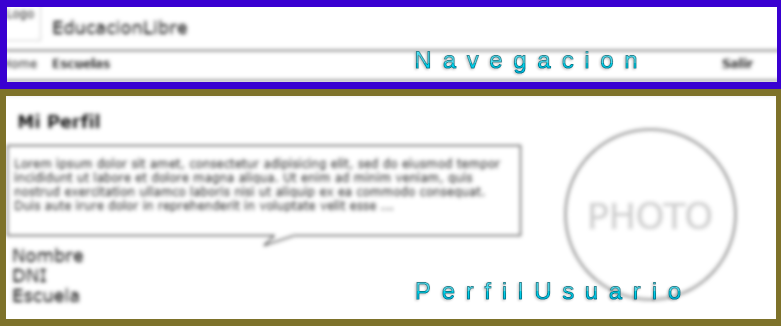 Logo
EducacionLibre
Home Escuelas Navegacion Salir
Mi Perfil
Lorem ipsum dolor sit amet, consectetur adipisicing elit, sed do eiusmod tempor
incididunt ut labore et dolore magna aliqua. Ut enim ad minim veniam, quis
nostrud exercitation ullamco laboris nisi ut aliquip ex ea commodo consequat.
Duis aute irure dolor in reprehenderit in voluptate velit esse ...
PHOTO
Nombre
DNI
Escuela
PerfilUsuario